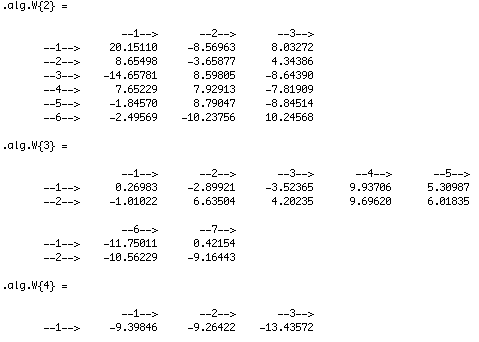 .alg.W{2} =
--1--> --2--> --3-->
--1--> 20.15110 -8.56963 8.03272
--2--> 8.65498 -3.65877 4.34386
--3--> -14.65781 8.59805 -8.64390
--4--> 7.65229 7.92913 -7.81909
--5--> -1.84570 8.79047 -8.84514
--6--> -2.49569 -10.23756 10.24568
.alg.W{3} =
--1--> --2--> --3--> --4--> --5-->
--1--> 0.26983 -2.89921 -3.52365 9.93706 5.30987
--2--> -1.01022 6.63504 4.20235 9.69620 6.01835
--6--> --7-->
--1--> -11.75011 0.42154
--2--> -10.56229 -9.16443
.alg.W{4} =
--1--> --2--> --3-->
--1--> -9.39846 -9.26422 -13.43572